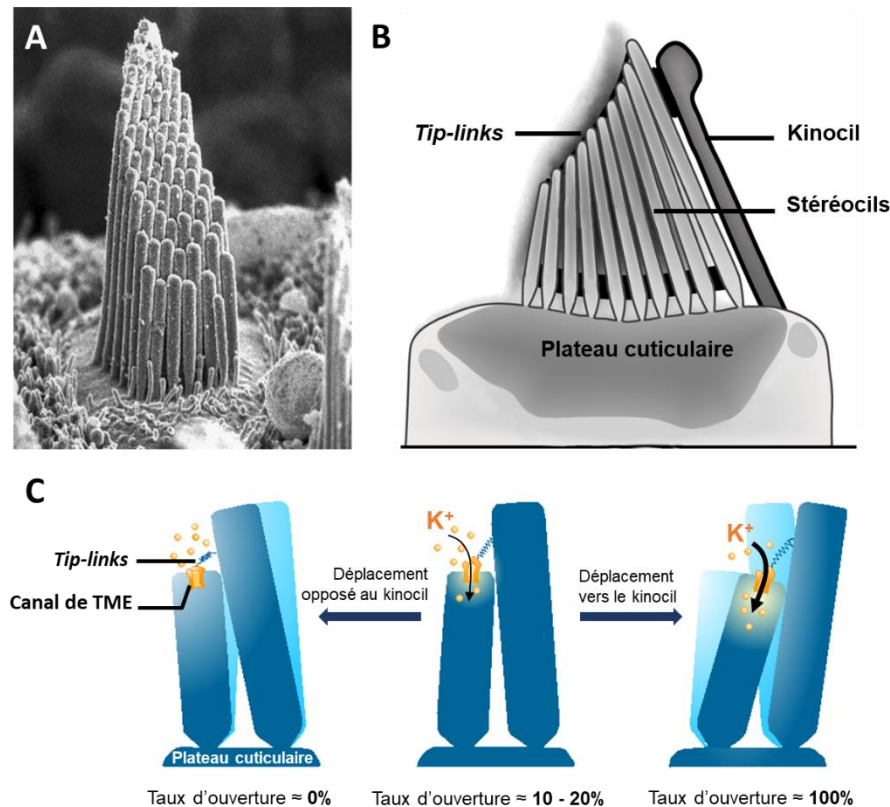 A
B
Tip-links
Kinocil
Stéréocils
Plateau cuticulaire
C
K+
K+
Tip-links
Déplacement
opposé au kinocil
Déplacement
vers le kinocil
Canal de TME
Plateau cuticulaire
Taux d'ouverture ≈ 0%
Taux d'ouverture ≈ 10 - 20%
Taux d'ouverture ≈ 100%